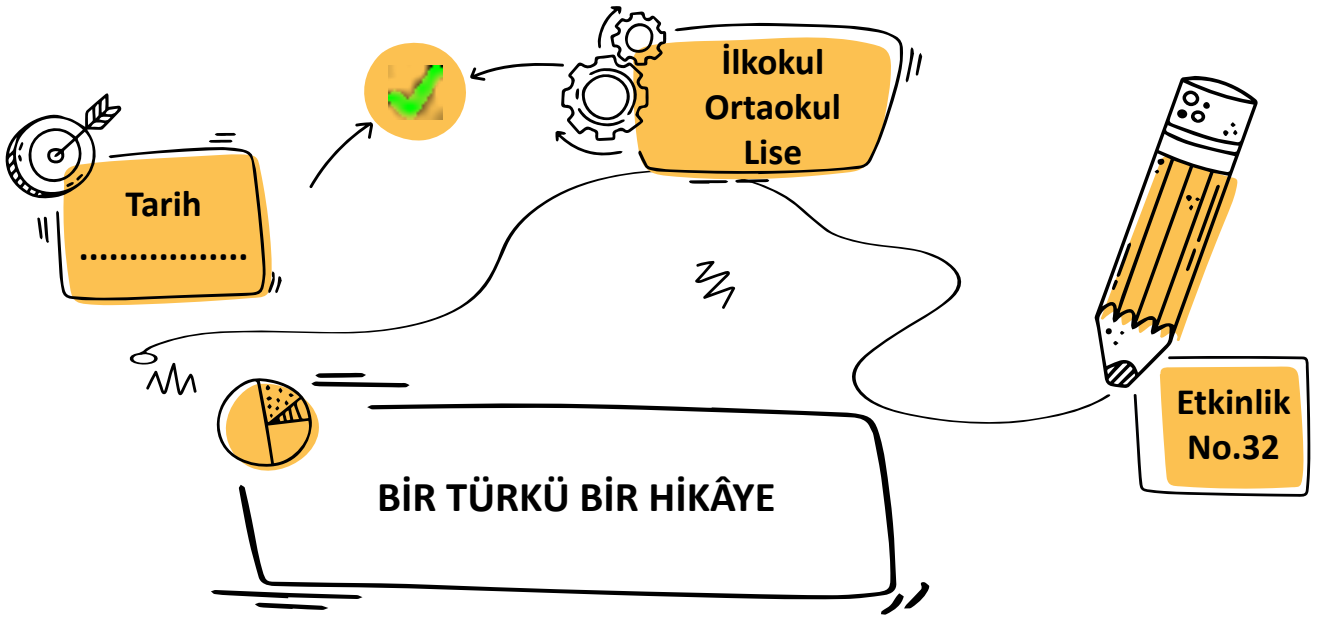 İlkokul
Ortaokul
Lise
Tarih
.................
Etkinlik
No.32
BİR TÜRKÜ BİR HİKÂYE